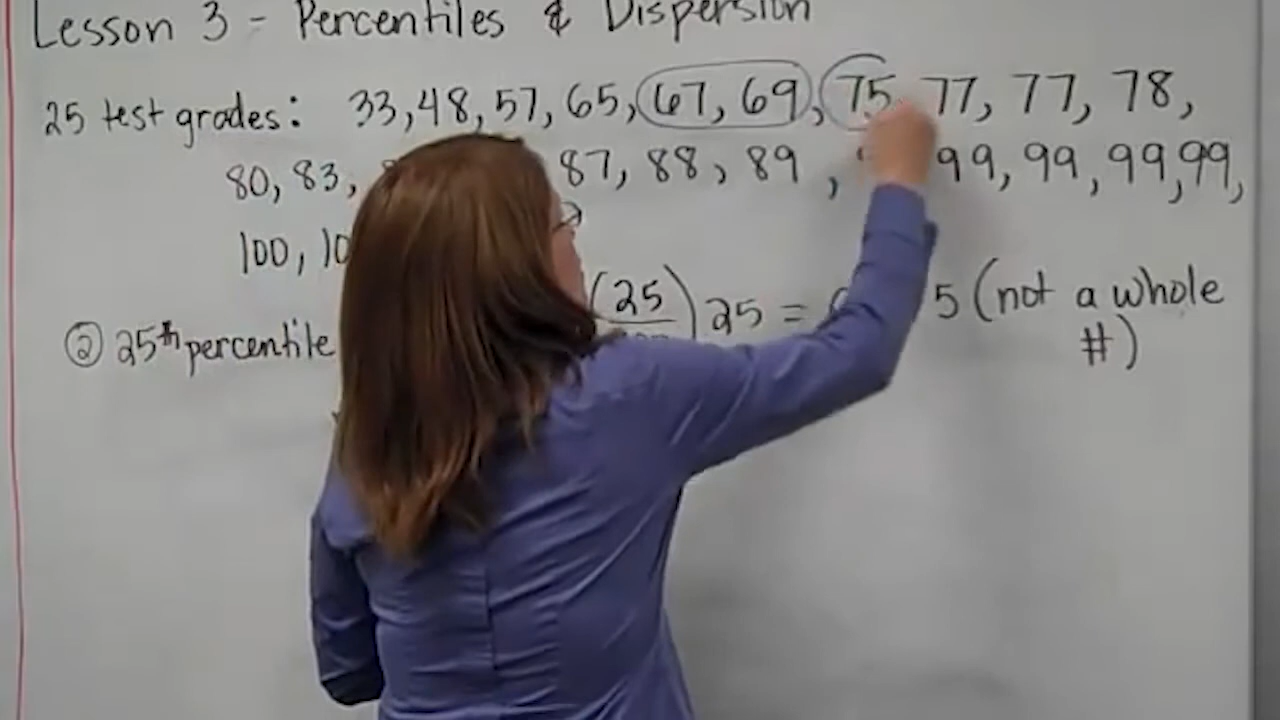 Lesson 3 - Percentiles & Dispersion
25 test grades: 33, 48, 57, 65, 67, 69, 75, 77, 77, 78,
80, 83, 87, 88, 89, 99, 99, 99, 99,
100,
② 25th percentile (25 25 = 5 (not a whole
#)